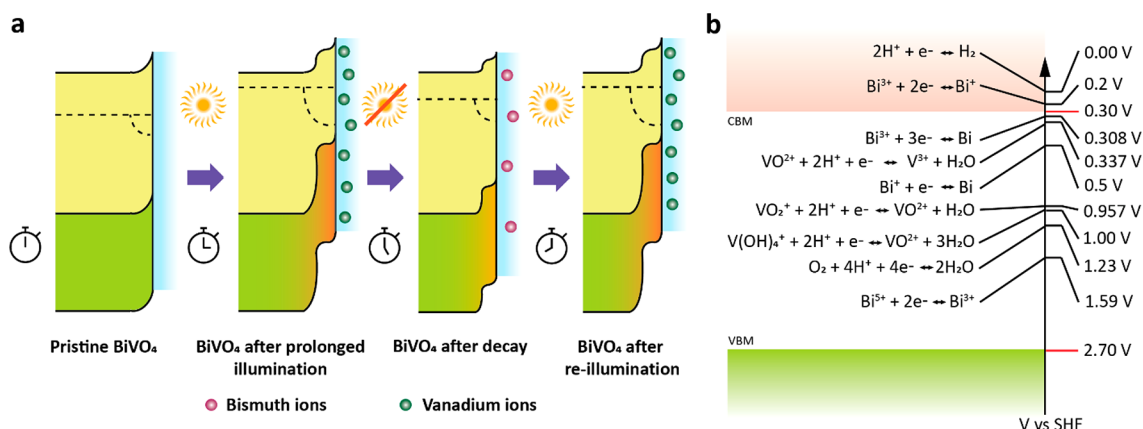 a
Pristine BiVO₄
BiVO₄ after prolonged
illumination
BiVO₄ after decay
BiVO₄ after
re-illumination
Bismuth ions
Vanadium ions
b
2H⁺ + e- ↔ H₂
0.00 V
Bi³⁺ + 2e- ↔ Bi⁺
0.2 V
0.30 V
CBM
Bi³⁺ + 3e- ↔ Bi
0.308 V
VO²⁺ + 2H⁺ + e- ↔ V³⁺ + H₂O
0.337 V
Bi⁺ + e- ↔ Bi
0.5 V
VO₂⁺ + 2H⁺ + e- ↔ VO²⁺ + H₂O
0.957 V
V(OH)₄⁺ + 2H⁺ + e- ↔ VO²⁺ + 3H₂O
1.00 V
O₂ + 4H⁺ + 4e- ↔ 2H₂O
1.23 V
Bi⁵⁺ + 2e- ↔ Bi³⁺
1.59 V
VBM
2.70 V
V vs SHE